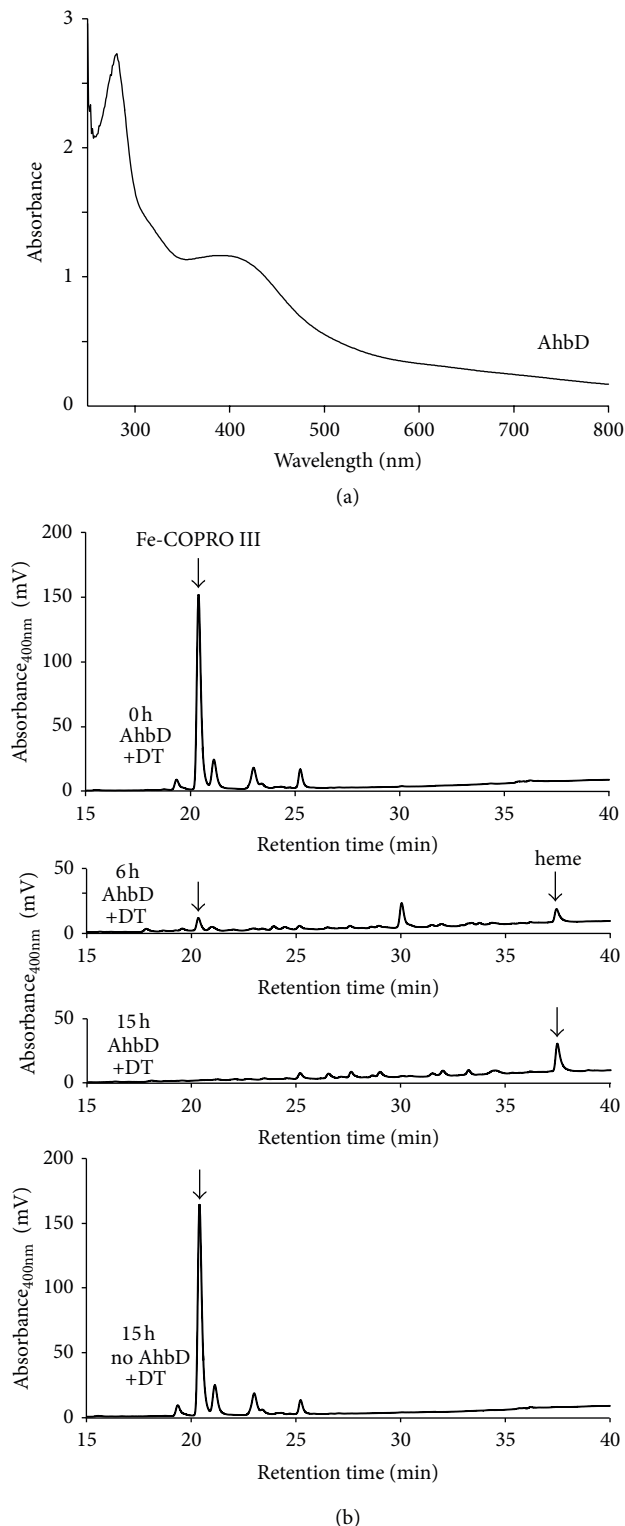 3
2
1
0
Absorbance
AhbD
300 400 500 600 700 800
Wavelength (nm)
(a)
200
150
100
50
0
Absorbance400nm (mV)
Fe-COPRO III
0 h
AhbD
+DT
15 20 25 30 35 40
Retention time (min)
50
0
6 h
AhbD
+DT
heme
15 20 25 30 35 40
Retention time (min)
Absorbance400nm (mV)
50
0
15 h
AhbD
+DT
15 20 25 30 35 40
Retention time (min)
200
150
100
50
0
Absorbance400nm (mV)
15 h
no AhbD
+DT
15 20 25 30 35 40
Retention time (min)
(b)